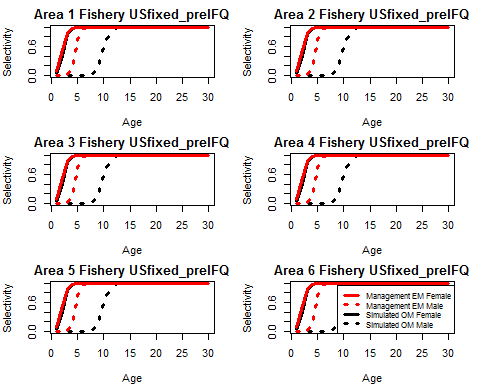 Area 1 Fishery USfixed_preIFQ
Selectivity
0.0 0.6
0 5 10 15 20 25 30
Age
Area 2 Fishery USfixed_preIFQ
Selectivity
0.0 0.6
0 5 10 15 20 25 30
Age
Area 3 Fishery USfixed_preIFQ
Selectivity
0.0 0.6
0 5 10 15 20 25 30
Age
Area 4 Fishery USfixed_preIFQ
Selectivity
0.0 0.6
0 5 10 15 20 25 30
Age
Area 5 Fishery USfixed_preIFQ
Selectivity
0.0 0.6
0 5 10 15 20 25 30
Age
Area 6 Fishery USfixed_preIFQ
Selectivity
0.0 0.6
Management EM Female
Management EM Male
Simulated OM Female
Simulated OM Male
0 5 10 15 20 25 30
Age